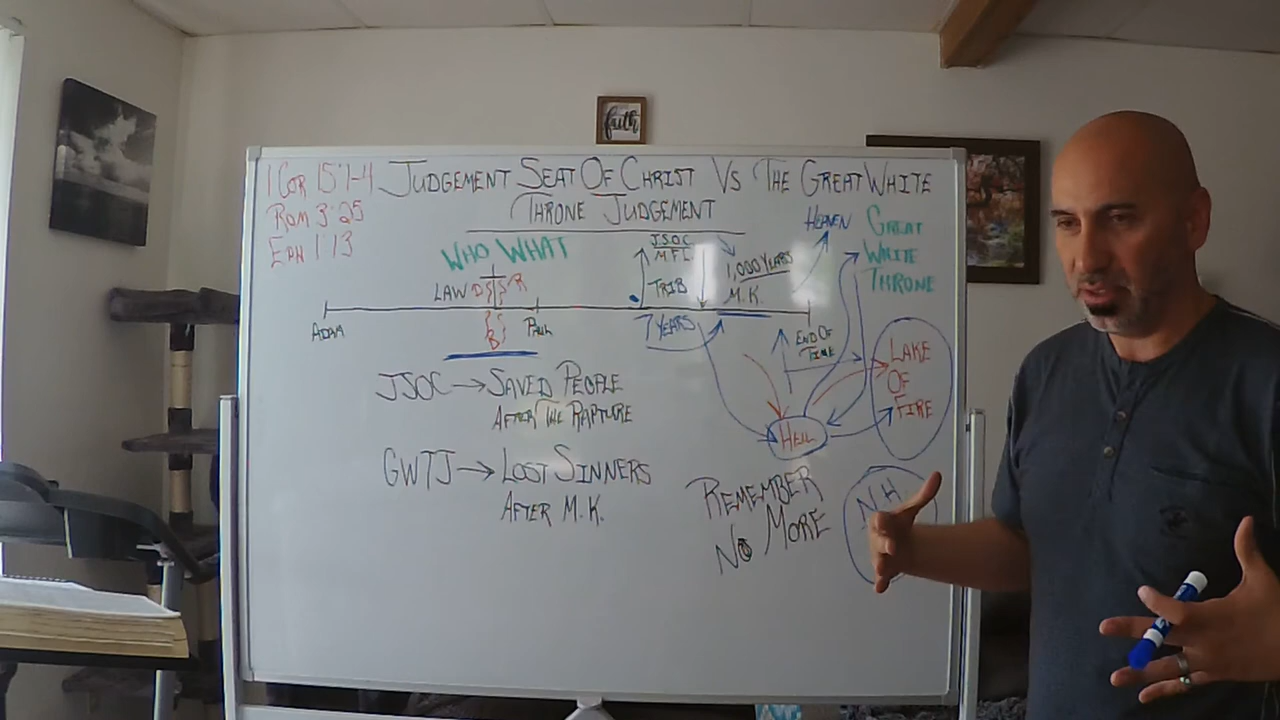 faith
1 COR 15:1-4
ROM 3:25
EPH 1:13
JUDGEMENT SEAT OF CHRIST VS THE GREAT WHITE
THRONE JUDGEMENT
WHO WHAT
LAW D R
B
ADAM
PAUL
JSOC
M.F.L
TRIB
7 YEARS
1,000 YEARS
M.K.
HEAVEN
GREAT
WHITE
THRONE
END OF
TIME
LAKE
OF
FIRE
HELL
JSOC → SAVED PEOPLE
AFTER THE RAPTURE
GWTJ → LOST SINNERS
AFTER M.K.
REMEMBER
NO MORE
N H